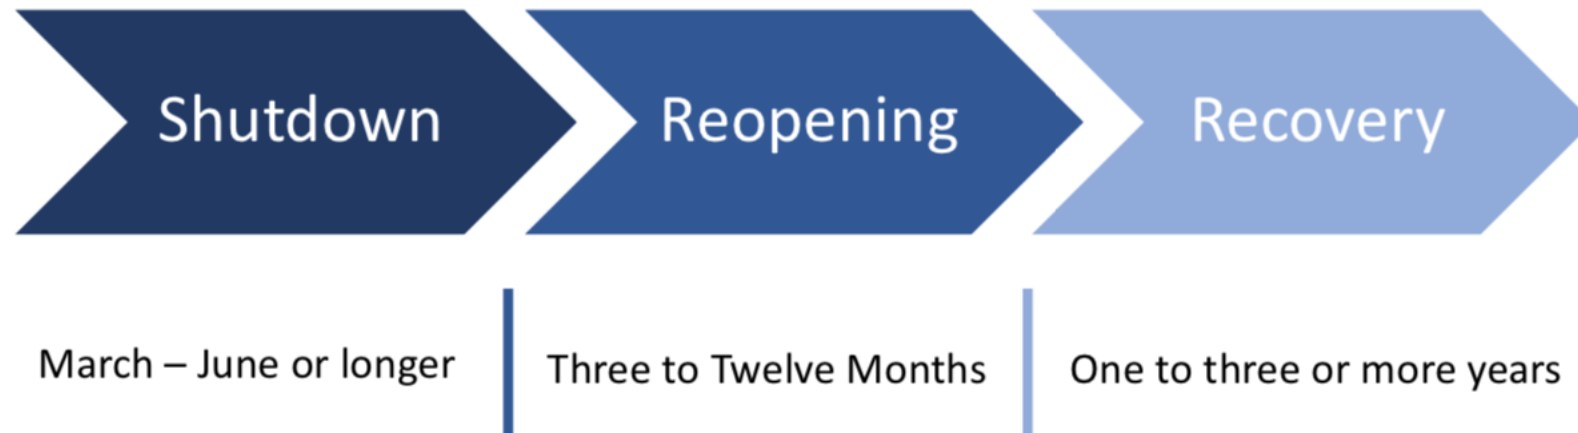 Shutdown
Reopening
Recovery
March – June or longer
Three to Twelve Months
One to three or more years